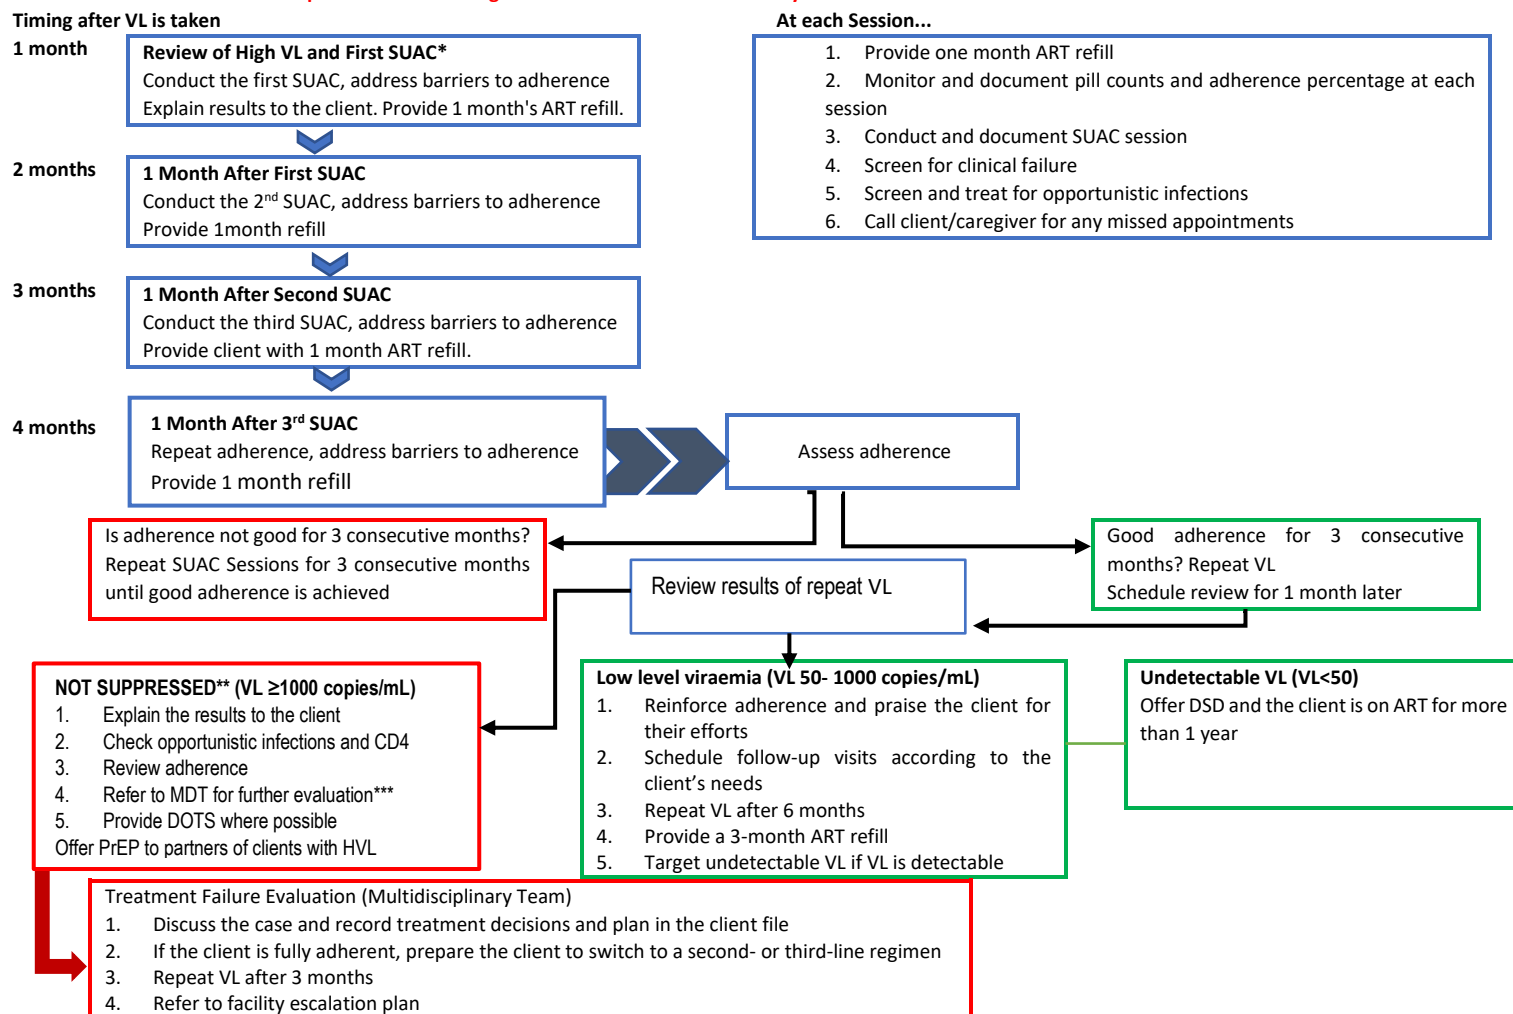 Timing after VL is taken
At each Session...
1 month
Review of High VL and First SUAC*
Conduct the first SUAC, address barriers to adherence
Explain results to the client. Provide 1 month's ART refill.
1. Provide one month ART refill
2. Monitor and document pill counts and adherence percentage at each
session
3. Conduct and document SUAC session
4. Screen for clinical failure
5. Screen and treat for opportunistic infections
6. Call client/caregiver for any missed appointments
2 months
1 Month After First SUAC
Conduct the 2nd SUAC, address barriers to adherence
Provide 1month refill
3 months
1 Month After Second SUAC
Conduct the third SUAC, address barriers to adherence
Provide client with 1 month ART refill.
4 months
1 Month After 3rd SUAC
Repeat adherence, address barriers to adherence
Provide 1 month refill
Assess adherence
Is adherence not good for 3 consecutive months?
Repeat SUAC Sessions for 3 consecutive months
until good adherence is achieved
Good adherence for 3 consecutive
months? Repeat VL
Schedule review for 1 month later
Review results of repeat VL
NOT SUPPRESSED** (VL ≥1000 copies/mL)
1. Explain the results to the client
2. Check opportunistic infections and CD4
3. Review adherence
4. Refer to MDT for further evaluation***
5. Provide DOTS where possible
Offer PrEP to partners of clients with HVL
Low level viraemia (VL 50- 1000 copies/mL)
1. Reinforce adherence and praise the client for
their efforts
2. Schedule follow-up visits according to the
client's needs
3. Repeat VL after 6 months
4. Provide a 3-month ART refill
5. Target undetectable VL if VL is detectable
Undetectable VL (VL<50)
Offer DSD and the client is on ART for more
than 1 year
Treatment Failure Evaluation (Multidisciplinary Team)
1. Discuss the case and record treatment decisions and plan in the client file
2. If the client is fully adherent, prepare the client to switch to a second- or third-line regimen
3. Repeat VL after 3 months
4. Refer to facility escalation plan